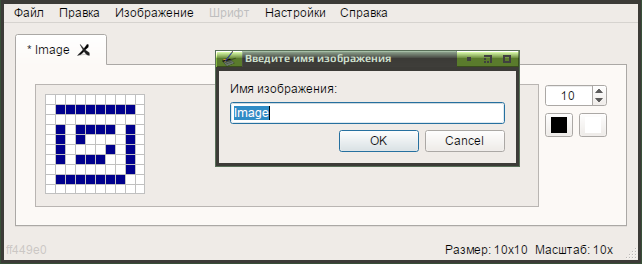 Файл Правка Изображение Шрифт Настройки Справка
* Image
Введите имя изображения
Имя изображения:
Image
OK Cancel
10
ff449e0
Размер: 10x10 Масштаб: 10x